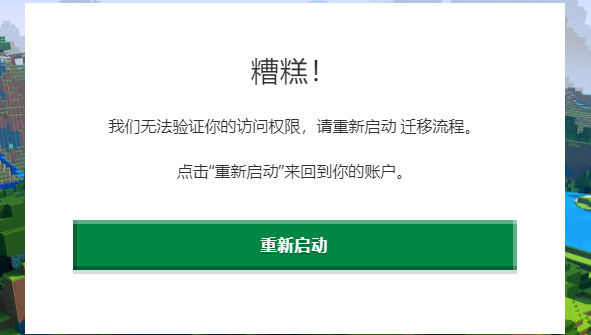 糟糕！
我们无法验证你的访问权限，请重新启动 迁移流程。
点击“重新启动”来回到你的账户。
重新启动